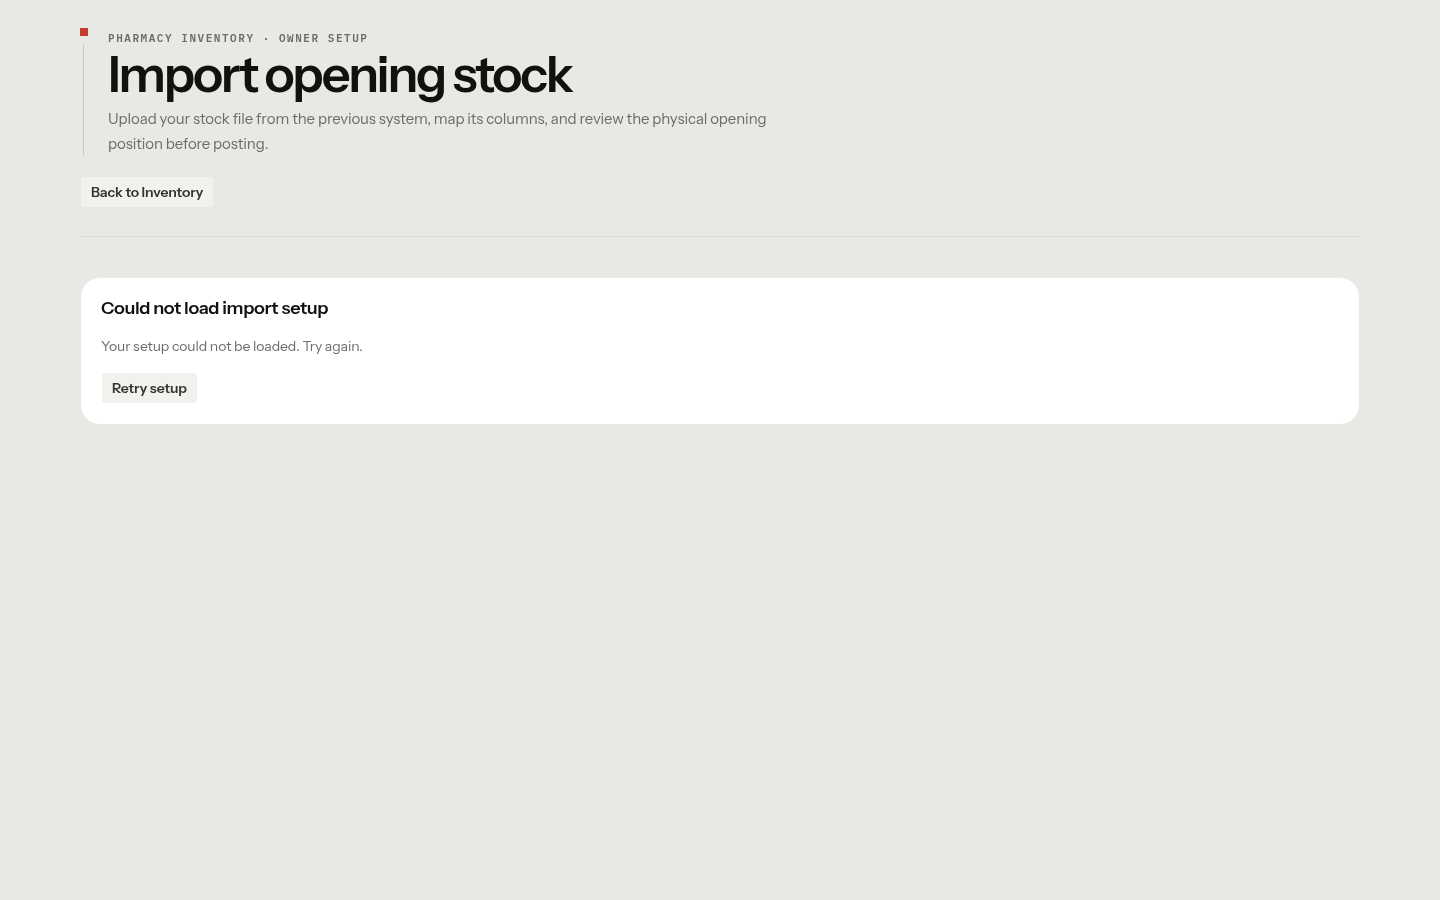 PHARMACY INVENTORY · OWNER SETUP
Import opening stock
Upload your stock file from the previous system, map its columns, and review the physical opening
position before posting.
Back to Inventory
Could not load import setup
Your setup could not be loaded. Try again.
Retry setup